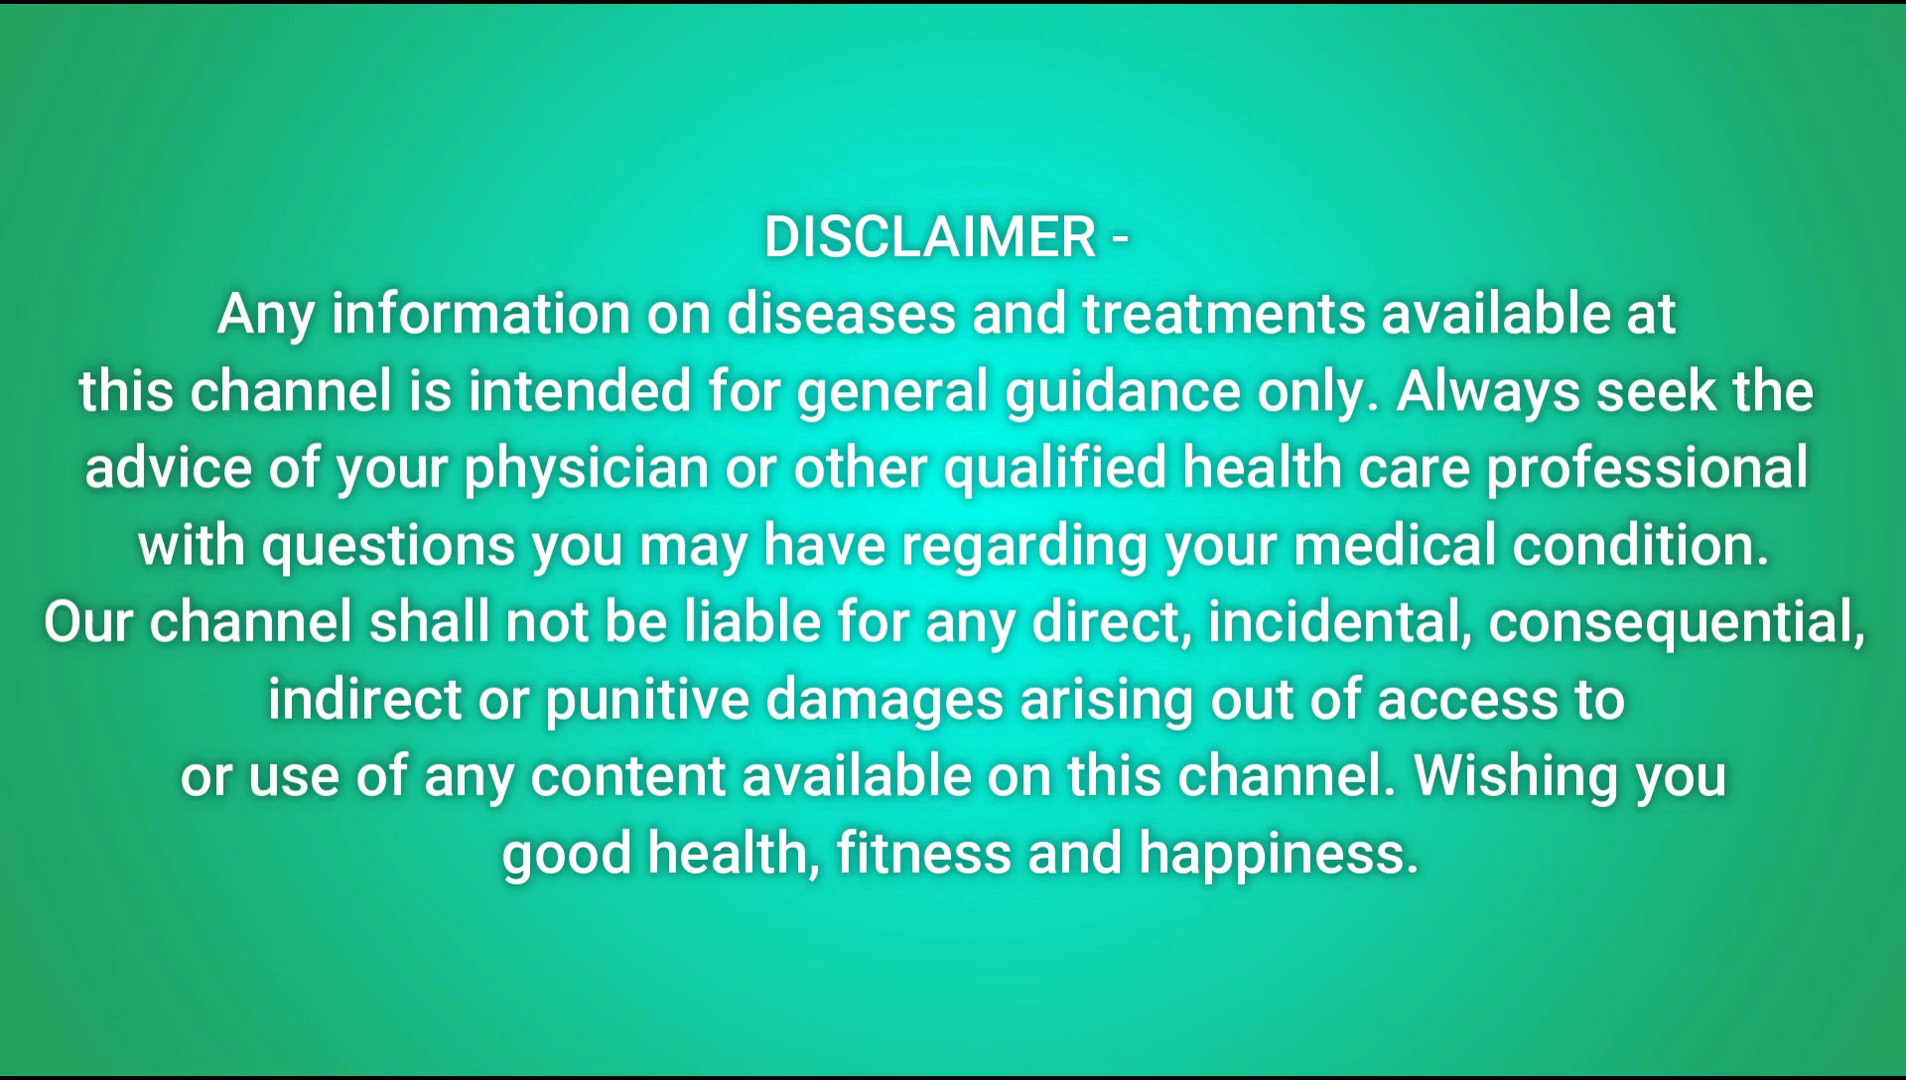 DISCLAIMER -
Any information on diseases and treatments available at
this channel is intended for general guidance only. Always seek the
advice of your physician or other qualified health care professional
with questions you may have regarding your medical condition.
Our channel shall not be liable for any direct, incidental, consequential,
indirect or punitive damages arising out of access to
or use of any content available on this channel. Wishing you
good health, fitness and happiness.